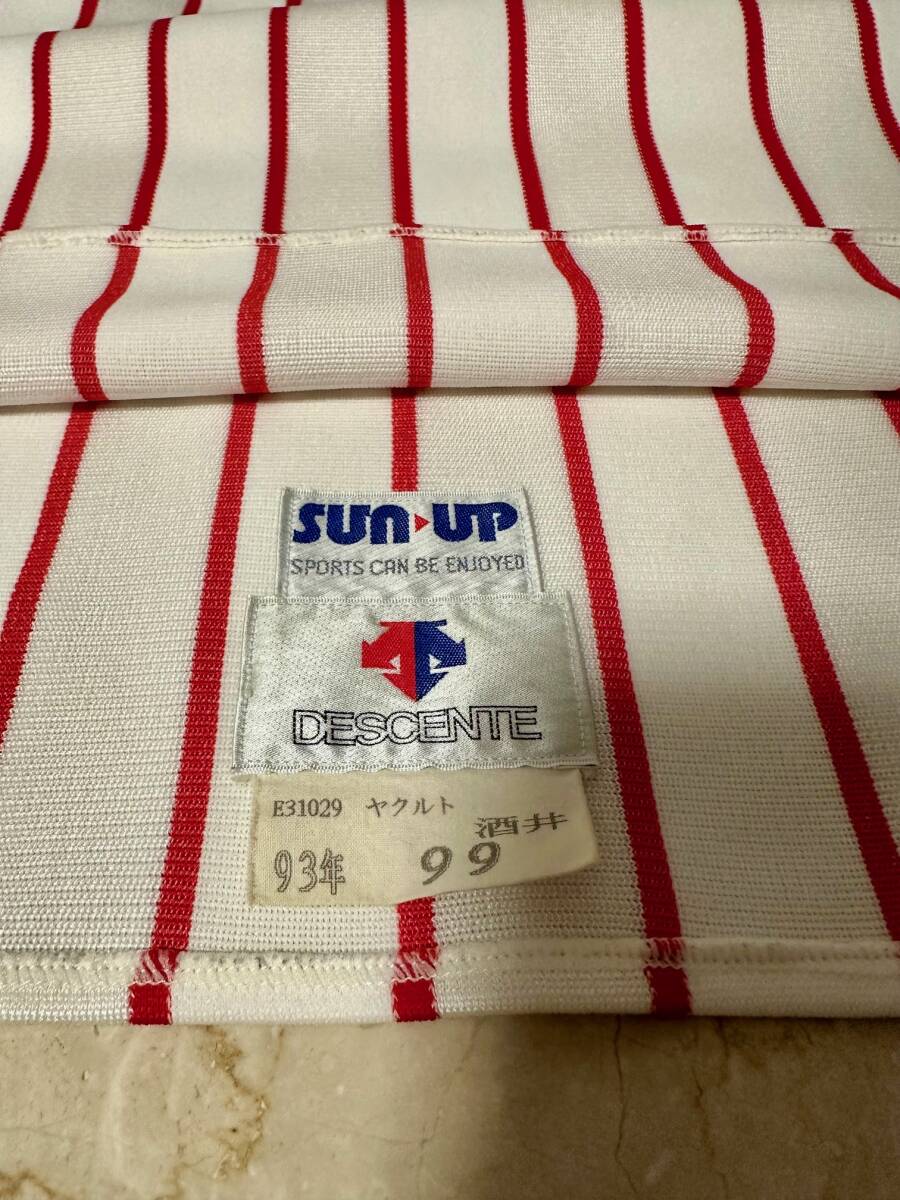 SUN UP
SPORTS CAN BE ENJOYED
DESCENTE
E31029 ヤクルト
酒井
93年 99